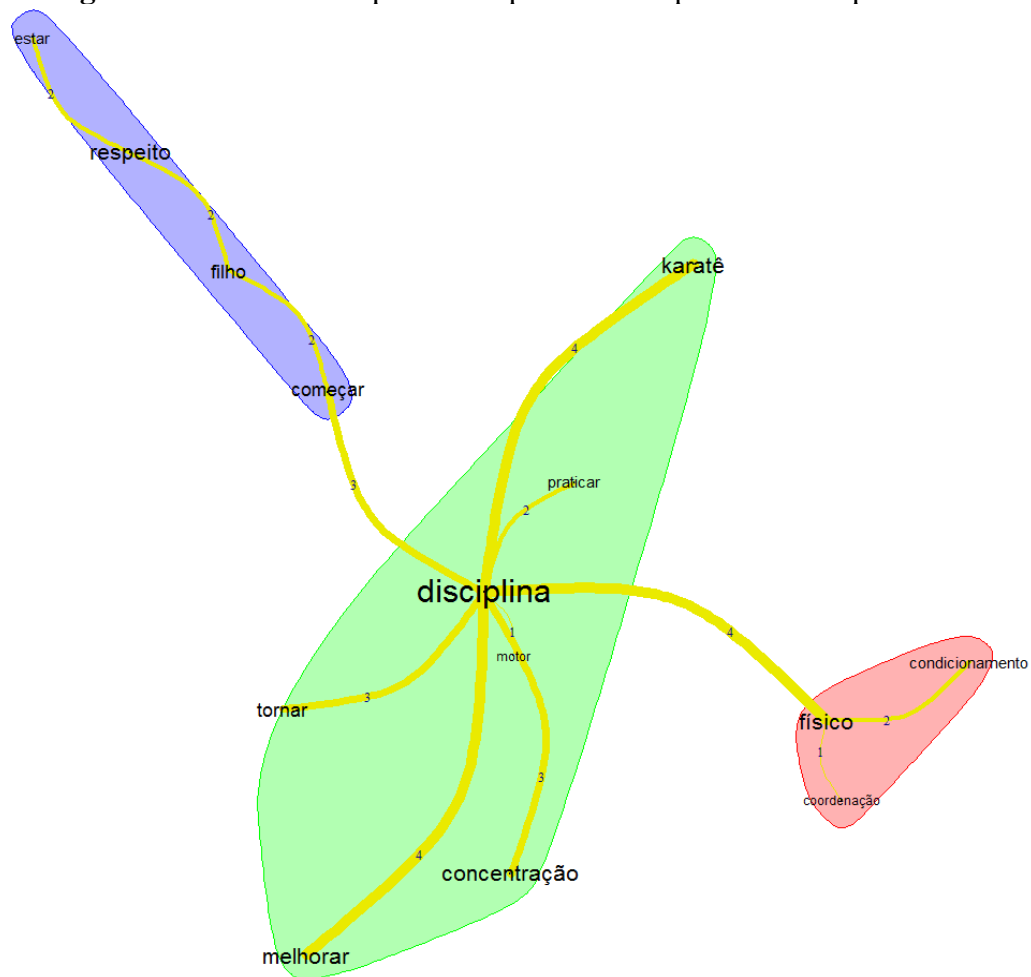 estar
2
respeito
2
filho
2
começar
3
karatê
4
praticar
2
disciplina
1
motor
4
3
tornar
3
4
concentração
melhorar
condicionamento
físico
2
1
coordenação